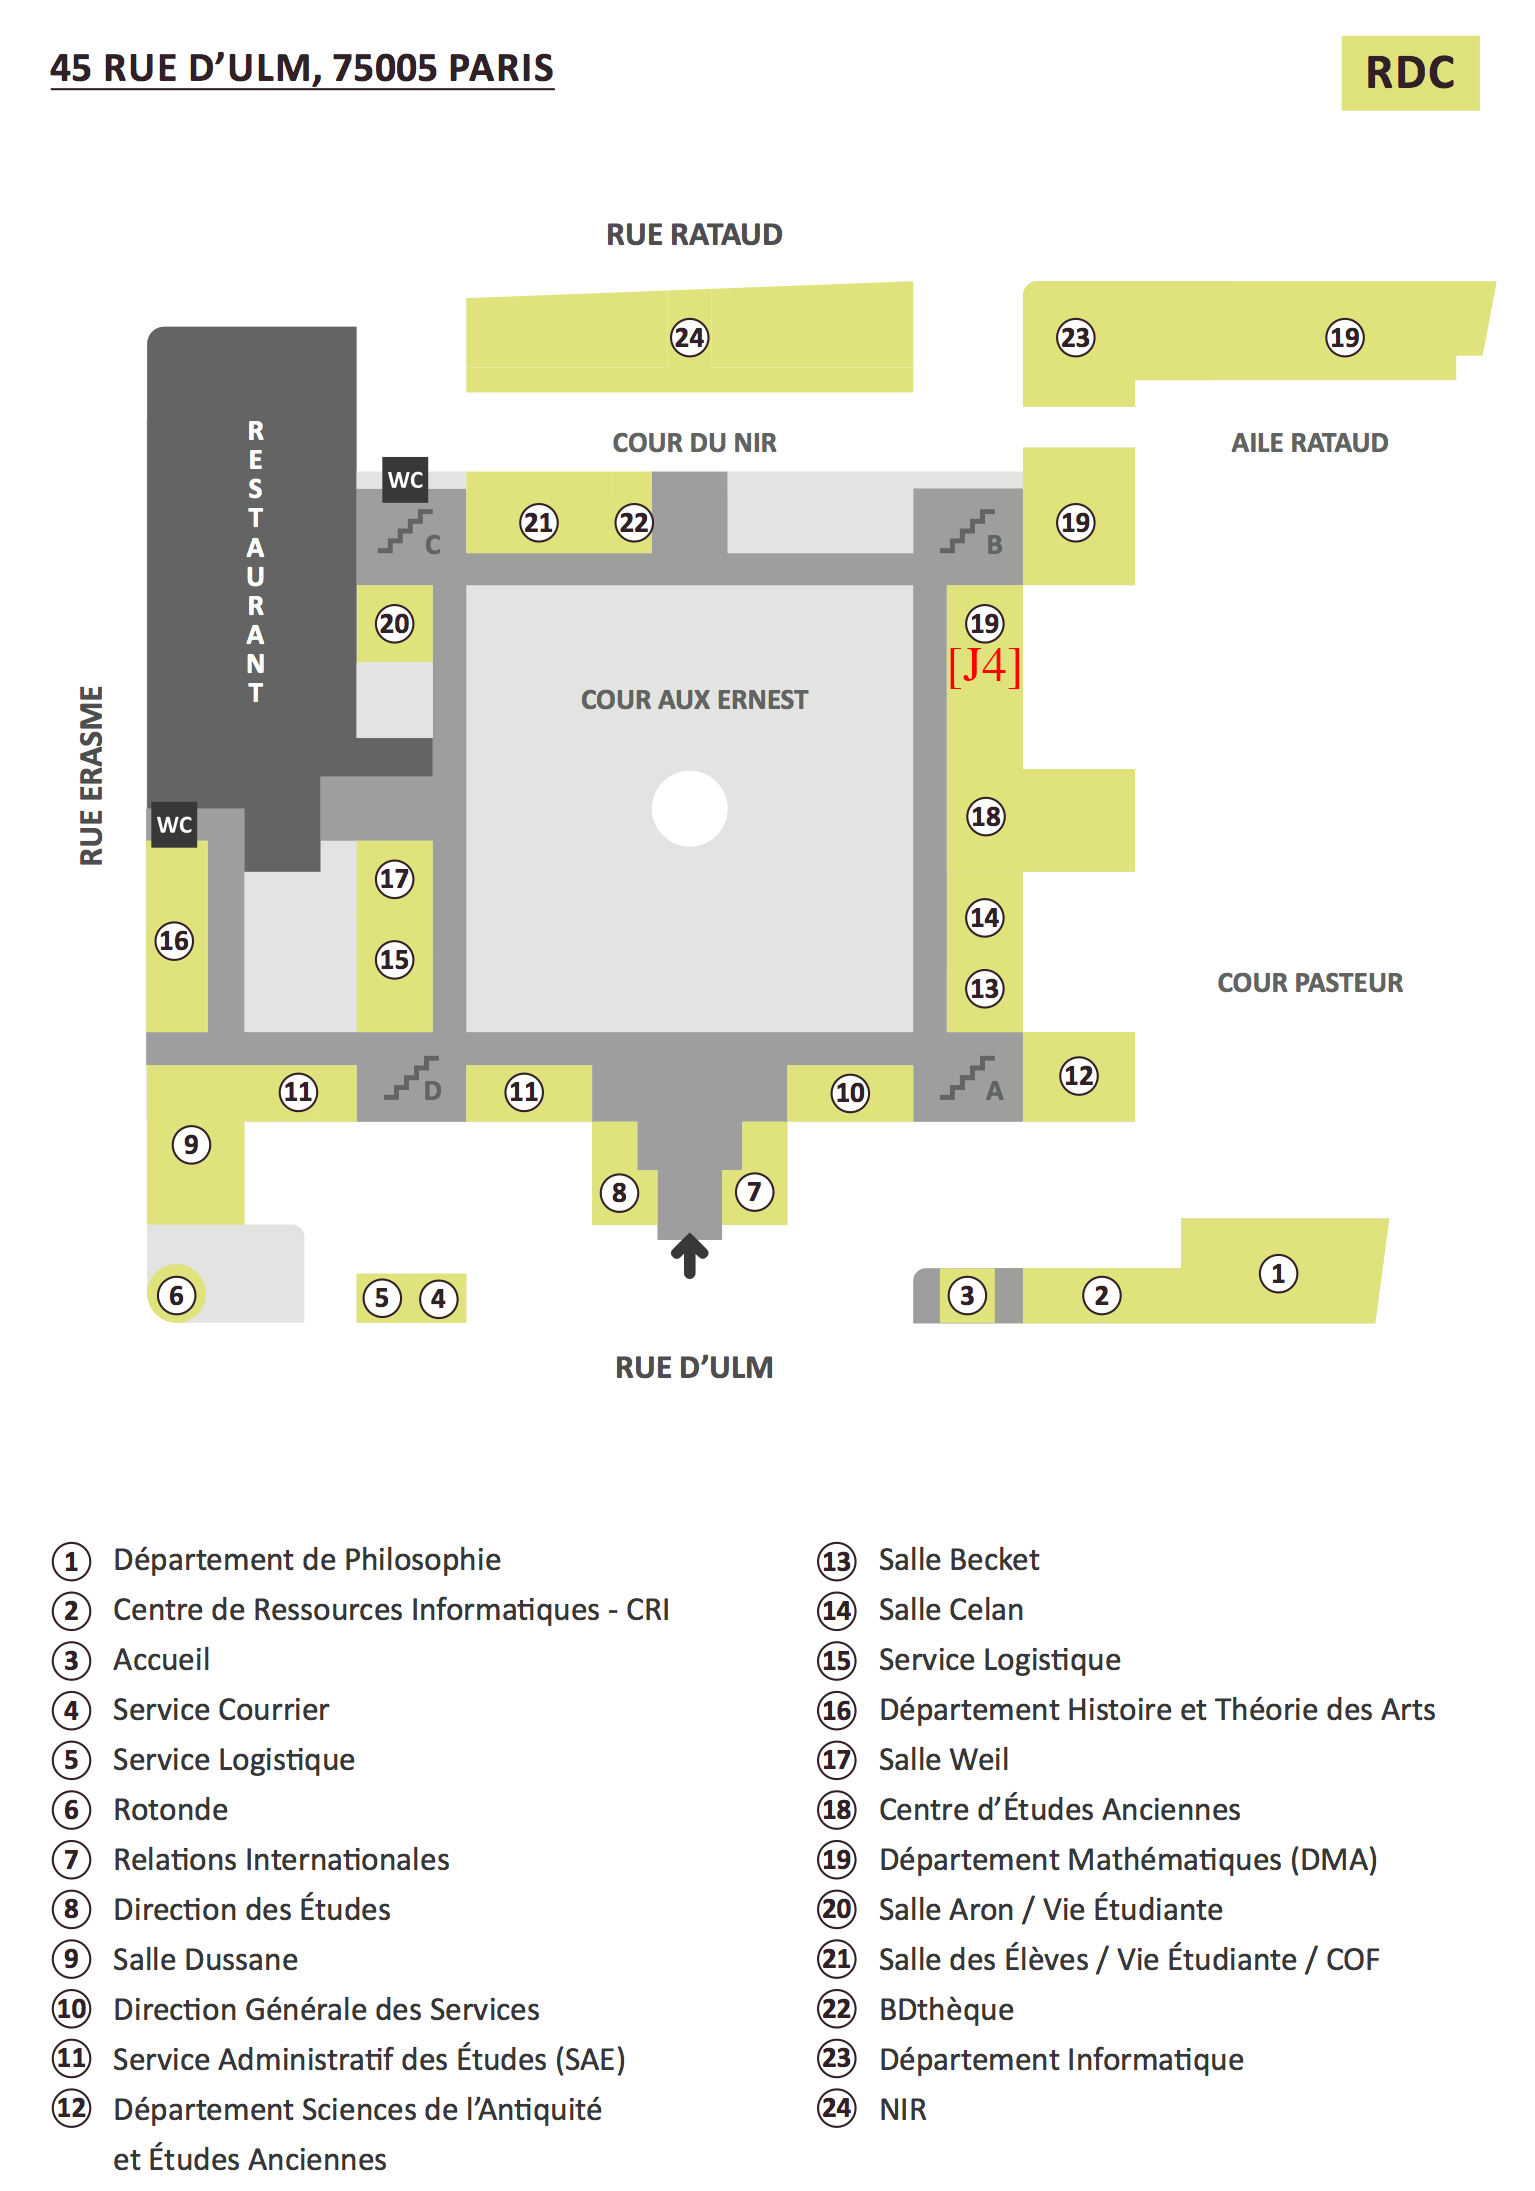 45 RUE D’ULM, 75005 PARIS
RDC
RUE RATAUD
24
23
19
RESTAURANT
COUR DU NIR
AILE RATAUD
WC
21
22
19
C
B
20
19
[J4]
COUR AUX ERNEST
RUE ERASME
WC
18
17
14
16
15
13
COUR PASTEUR
12
11
D
11
10
A
9
8
7
6
5
4
3
2
1
RUE D’ULM
1 Département de Philosophie
2 Centre de Ressources Informatiques - CRI
3 Accueil
4 Service Courrier
5 Service Logistique
6 Rotonde
7 Relations Internationales
8 Direction des Études
9 Salle Dussane
10 Direction Générale des Services
11 Service Administratif des Études (SAE)
12 Département Sciences de l’Antiquité
et Études Anciennes
13 Salle Becket
14 Salle Celan
15 Service Logistique
16 Département Histoire et Théorie des Arts
17 Salle Weil
18 Centre d’Études Anciennes
19 Département Mathématiques (DMA)
20 Salle Aron / Vie Étudiante
21 Salle des Élèves / Vie Étudiante / COF
22 BDthèque
23 Département Informatique
24 NIR